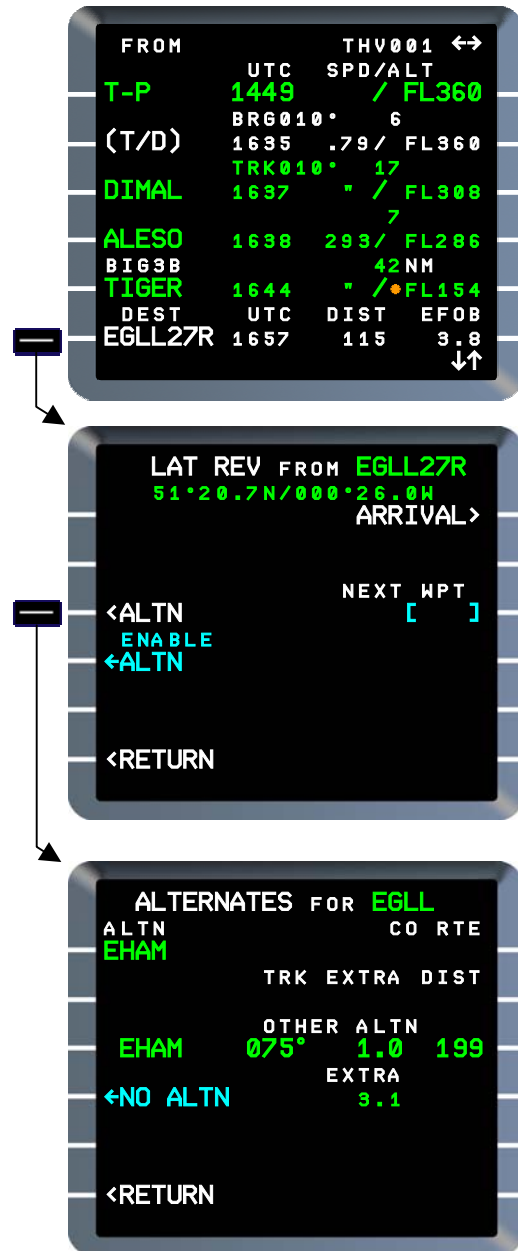 FROM THV001 ←→
UTC SPD/ALT
T-P 1449 / FL360
BRG010° 6
(T/D) 1635 .79/ FL360
TRK010° 17
DIMAL 1637 " / FL308
7
ALESO 1638 293/ FL286
BIG3B 42NM
TIGER 1644 " /*FL154
DEST UTC DIST EFOB
EGLL27R 1657 115 3.8
↓↑
LAT REV FROM EGLL27R
51°20.7N/000°26.0W
ARRIVAL>
NEXT WPT
<ALTN [ ]
ENABLE
←ALTN
<RETURN
ALTERNATES FOR EGLL
ALTN CO RTE
EHAM
TRK EXTRA DIST
OTHER ALTN
EHAM 075° 1.0 199
EXTRA
←NO ALTN 3.1
<RETURN